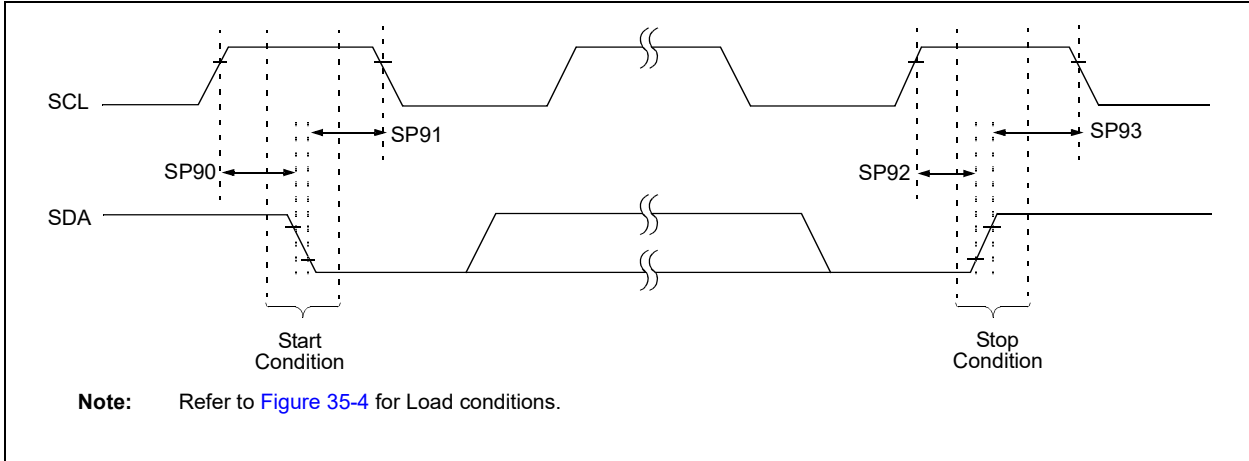 SCL
SP91
SP93
SP90
SP92
SDA
Start
Condition
Stop
Condition
Note: Refer to Figure 35-4 for Load conditions.